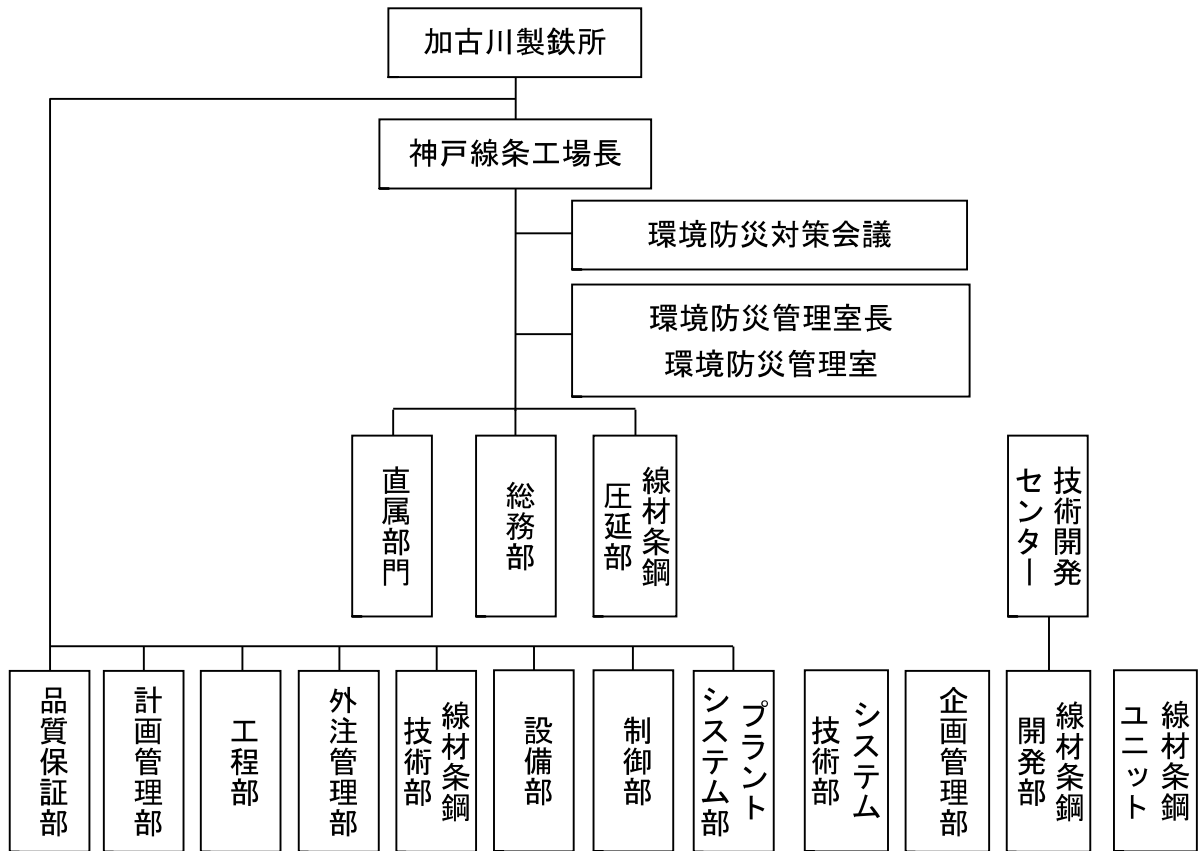 加古川製鉄所
神戸線条工場長
環境防災対策会議
環境防災管理室長
環境防災管理室
直属部門
総務部
線材条鋼
圧延部
技術開発
センター
品質保証部
計画管理部
工程部
外注管理部
線材条鋼
技術部
設備部
制御部
プラント
システム部
システム
技術部
企画管理部
線材条鋼
開発部
線材条鋼
ユニット